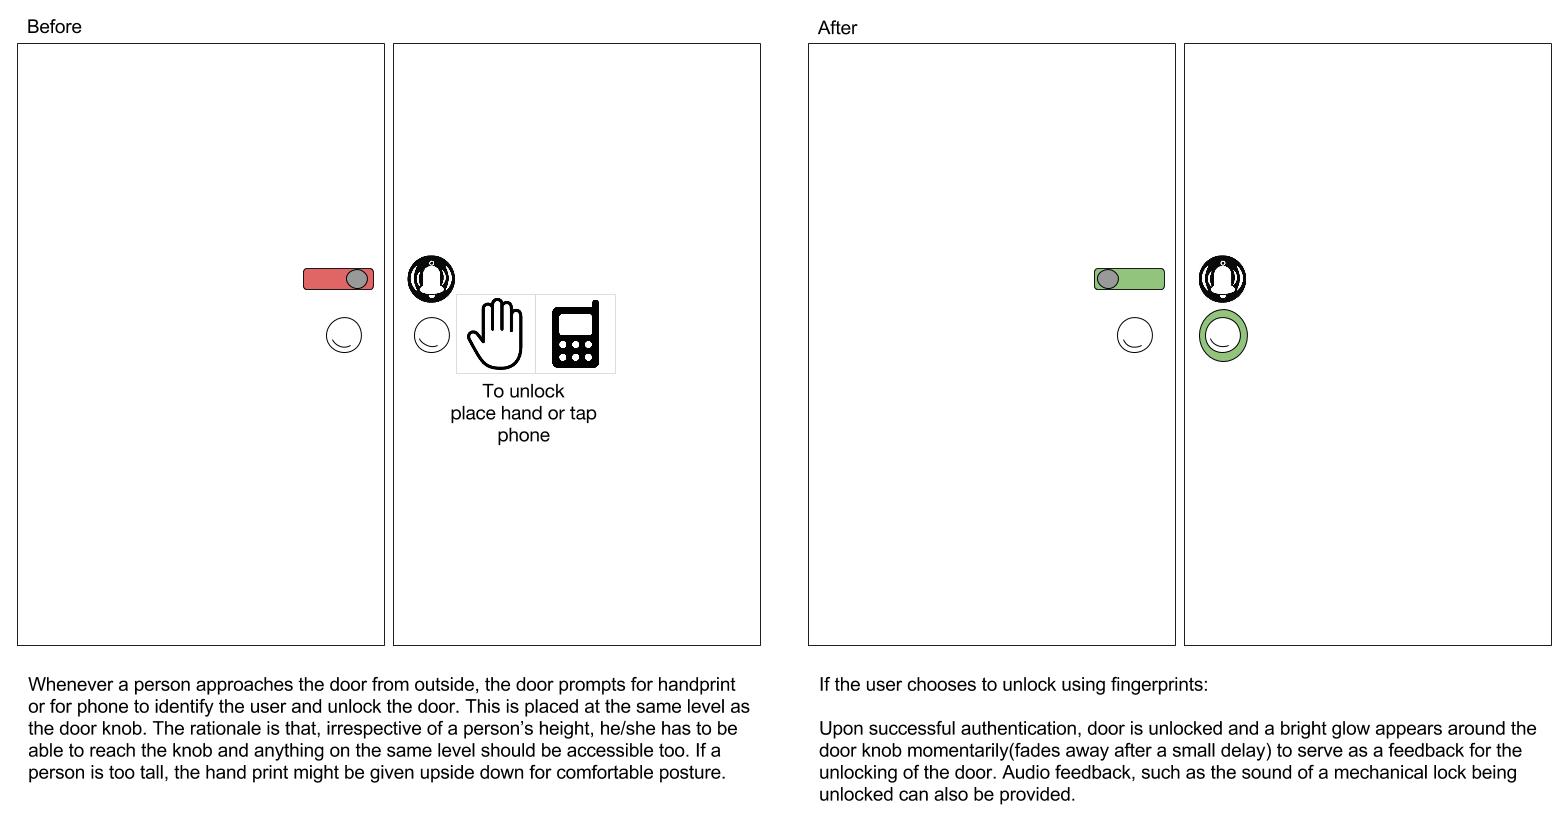 Before
To unlock
place hand or tap
phone
Whenever a person approaches the door from outside, the door prompts for handprint
or for phone to identify the user and unlock the door. This is placed at the same level as
the door knob. The rationale is that, irrespective of a person's height, he/she has to be
able to reach the knob and anything on the same level should be accessible too. If a
person is too tall, the hand print might be given upside down for comfortable posture.
After
If the user chooses to unlock using fingerprints:
Upon successful authentication, door is unlocked and a bright glow appears around the
door knob momentarily(fades away after a small delay) to serve as a feedback for the
unlocking of the door. Audio feedback, such as the sound of a mechanical lock being
unlocked can also be provided.